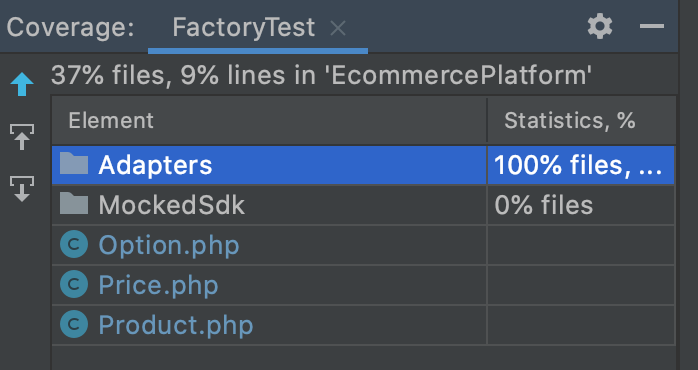 Coverage: FactoryTest
37% files, 9% lines in 'EcommercePlatform'
Element Statistics, %
Adapters 100% files, ...
MockedSdk 0% files
C Option.php
C Price.php
C Product.php